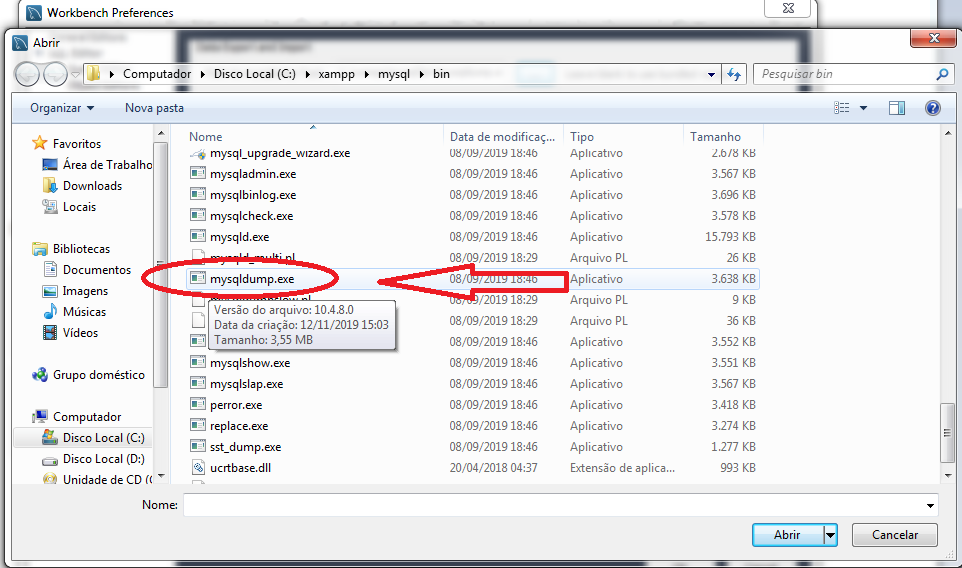 Workbench Preferences
Abrir
Computador Disco Local (C:) xampp mysql bin
Pesquisar bin
Organizar Nova pasta
Nome Data de modificaç... Tipo Tamanho
Favoritos
Área de Trabalho
Downloads
Locais
Bibliotecas
Documentos
Imagens
Músicas
Vídeos
Grupo doméstico
Computador
Disco Local (C:)
Disco Local (D:)
Unidade de CD (
mysql_upgrade_wizard.exe 08/09/2019 18:46 Aplicativo 2.678 KB
mysqladmin.exe 08/09/2019 18:46 Aplicativo 3.567 KB
mysqlbinlog.exe 08/09/2019 18:46 Aplicativo 3.696 KB
mysqlcheck.exe 08/09/2019 18:46 Aplicativo 3.578 KB
mysqld.exe 08/09/2019 18:46 Aplicativo 15.793 KB
mysqld_multi.pl 08/09/2019 18:29 Arquivo PL 26 KB
mysqldump.exe 08/09/2019 18:46 Aplicativo 3.638 KB
08/09/2019 18:29 Arquivo PL 9 KB
08/09/2019 18:29 Arquivo PL 36 KB
08/09/2019 18:46 Aplicativo 3.552 KB
Versão do arquivo: 10.4.8.0
Data da criação: 12/11/2019 15:03
Tamanho: 3,55 MB
mysqlshow.exe 08/09/2019 18:46 Aplicativo 3.551 KB
mysqlslap.exe 08/09/2019 18:46 Aplicativo 3.567 KB
perror.exe 08/09/2019 18:46 Aplicativo 3.418 KB
replace.exe 08/09/2019 18:46 Aplicativo 3.274 KB
sst_dump.exe 08/09/2019 18:46 Aplicativo 1.277 KB
ucrtbase.dll 20/04/2018 04:37 Extensão de aplica... 993 KB
Nome:
Abrir Cancelar